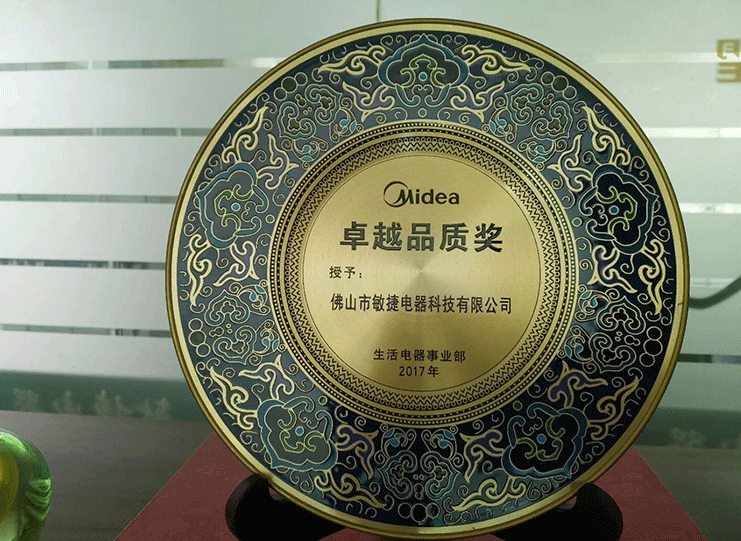 Midea
卓越品质奖
授予：
佛山市敏捷电器科技有限公司
生活电器事业部
2017年